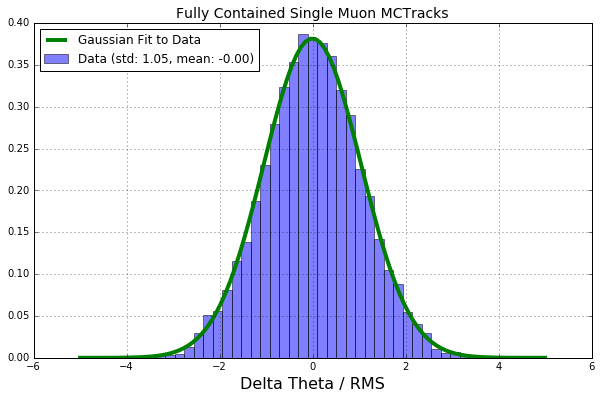 Fully Contained Single Muon MCTracks
Gaussian Fit to Data
Data (std: 1.05, mean: -0.00)
0.40
0.35
0.30
0.25
0.20
0.15
0.10
0.05
0.00
−6 −4 −2 0 2 4 6
Delta Theta / RMS